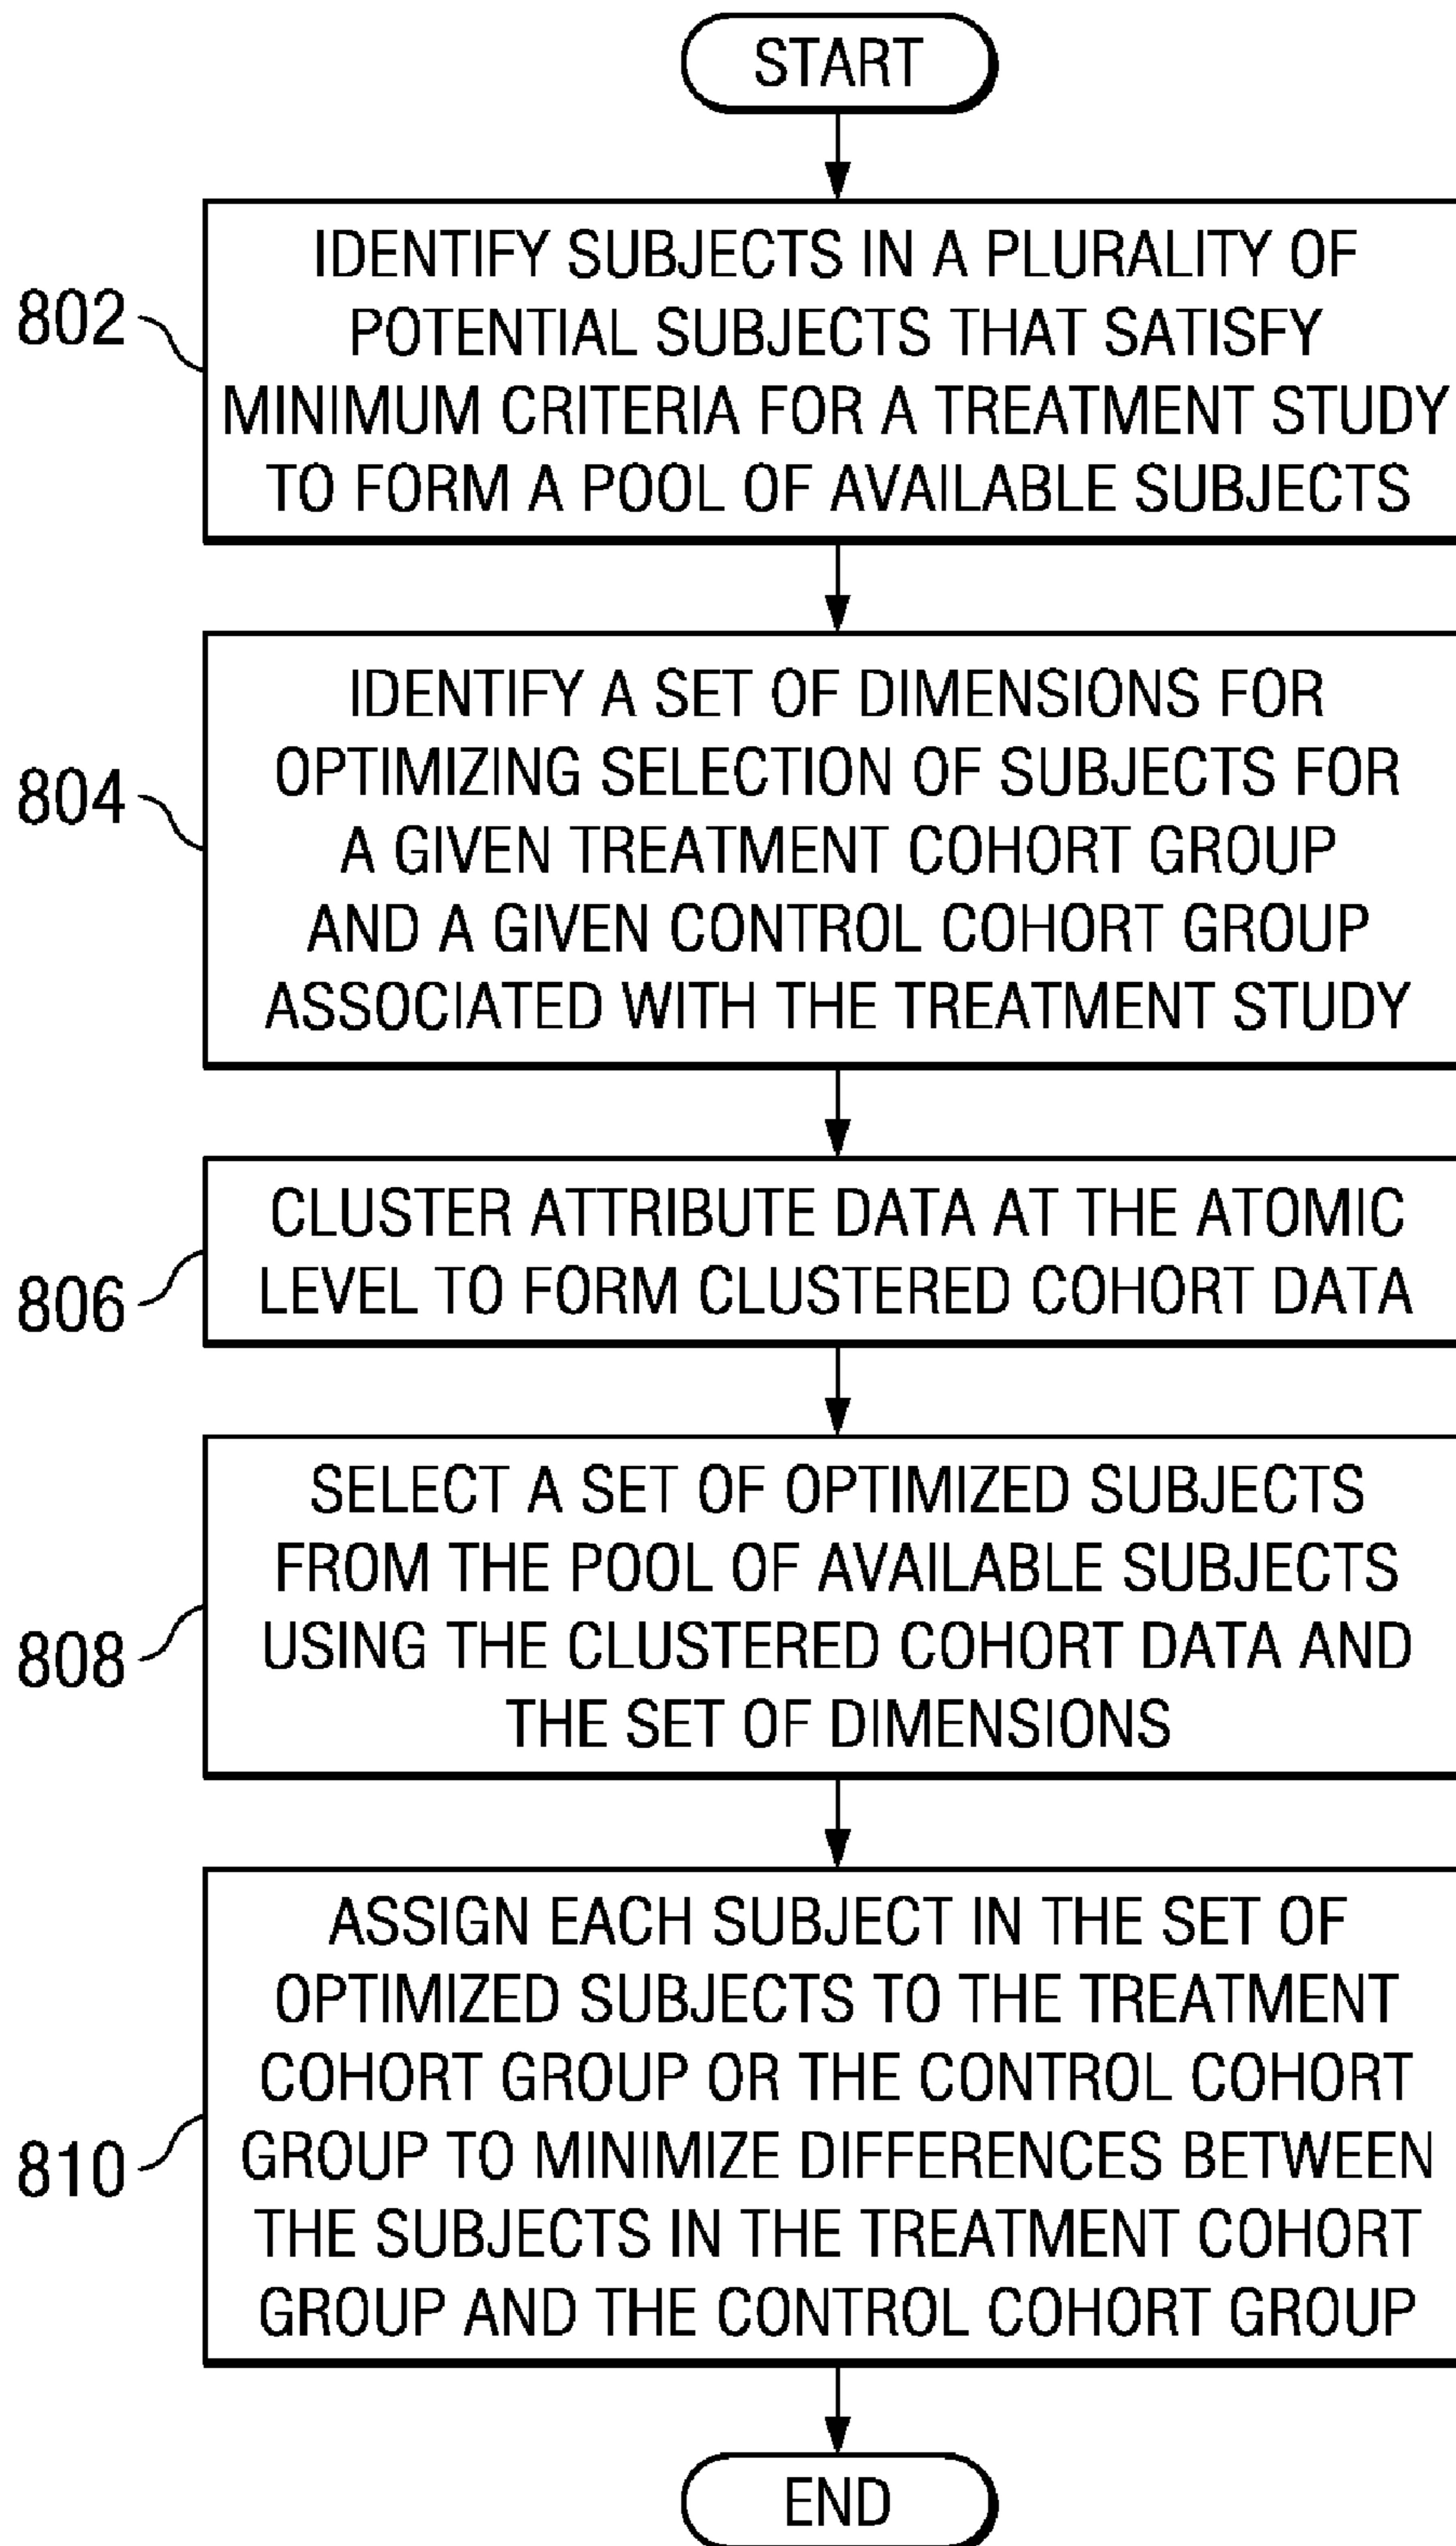 START
802
IDENTIFY SUBJECTS IN A PLURALITY OF
POTENTIAL SUBJECTS THAT SATISFY
MINIMUM CRITERIA FOR A TREATMENT STUDY
TO FORM A POOL OF AVAILABLE SUBJECTS
804
IDENTIFY A SET OF DIMENSIONS FOR
OPTIMIZING SELECTION OF SUBJECTS FOR
A GIVEN TREATMENT COHORT GROUP
AND A GIVEN CONTROL COHORT GROUP
ASSOCIATED WITH THE TREATMENT STUDY
806
CLUSTER ATTRIBUTE DATA AT THE ATOMIC
LEVEL TO FORM CLUSTERED COHORT DATA
808
SELECT A SET OF OPTIMIZED SUBJECTS
FROM THE POOL OF AVAILABLE SUBJECTS
USING THE CLUSTERED COHORT DATA AND
THE SET OF DIMENSIONS
810
ASSIGN EACH SUBJECT IN THE SET OF
OPTIMIZED SUBJECTS TO THE TREATMENT
COHORT GROUP OR THE CONTROL COHORT
GROUP TO MINIMIZE DIFFERENCES BETWEEN
THE SUBJECTS IN THE TREATMENT COHORT
GROUP AND THE CONTROL COHORT GROUP
END